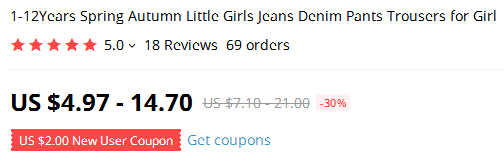 1-12Years Spring Autumn Little Girls Jeans Denim Pants Trousers for Girl
5.0 18 Reviews 69 orders
US $4.97 - 14.70 US $7.10 - 21.00 -30%
US $2.00 New User Coupon Get coupons